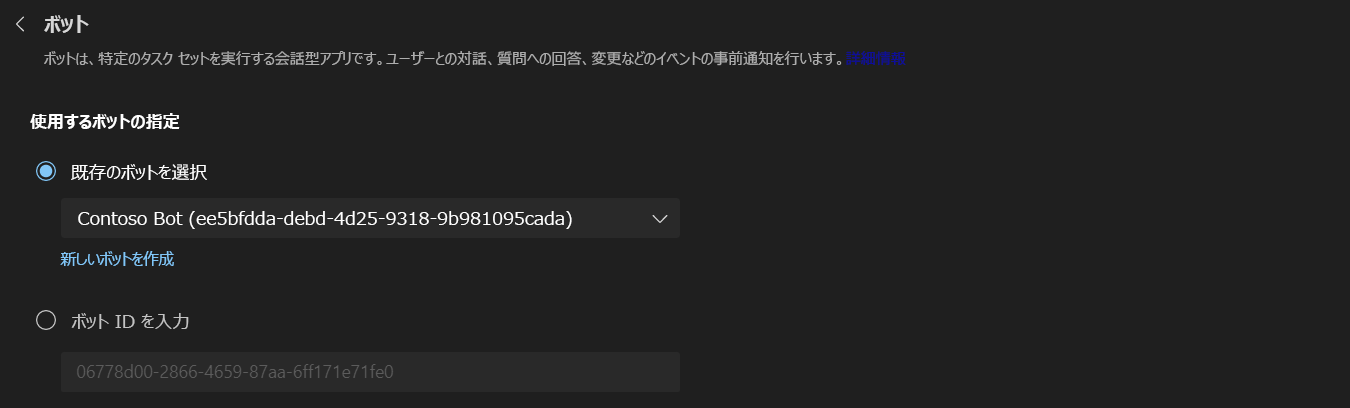 ボット
ボットは、特定のタスク セットを実行する会話型アプリです。ユーザーとの対話、質問への回答、変更などのイベントの事前通知を行います。詳細情報
使用するボットの指定
既存のボットを選択
Contoso Bot (ee5bfdda-debd-4d25-9318-9b981095cada)
新しいボットを作成
ボット ID を入力
06778d00-2866-4659-87aa-6ff171e71fe0